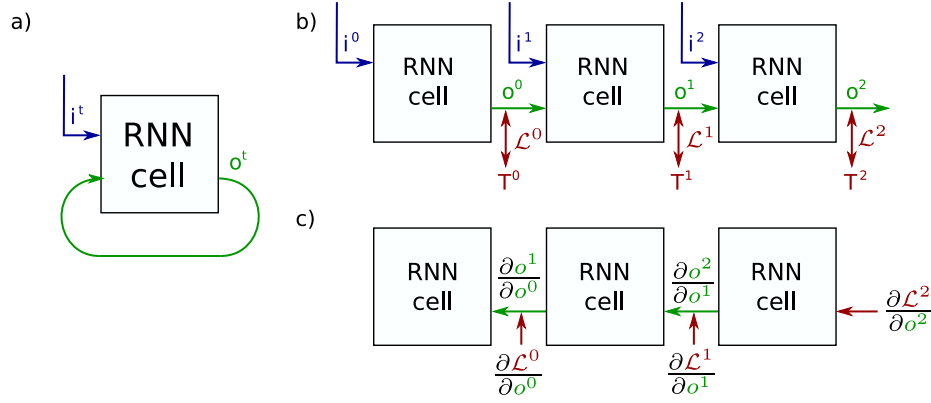 a)
i^t
RNN
cell
o^t
b)
i^0
RNN
cell
o^0
ℒ^0
T^0
i^1
RNN
cell
o^1
ℒ^1
T^1
i^2
RNN
cell
o^2
ℒ^2
T^2
c)
RNN
cell
∂o^1
∂o^0
∂ℒ^0
∂o^0
RNN
cell
∂o^2
∂o^1
∂ℒ^1
∂o^1
RNN
cell
∂ℒ^2
∂o^2